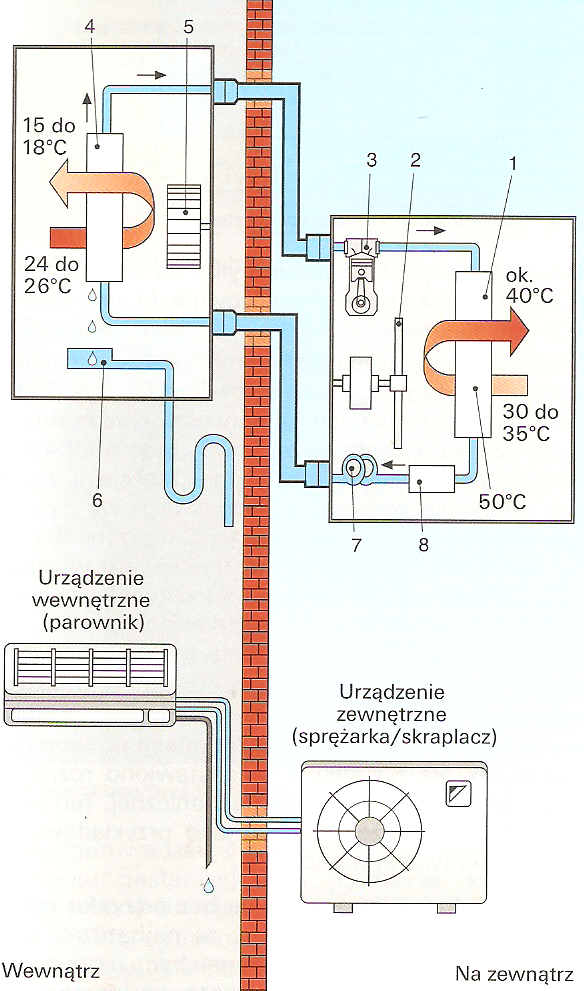 4
5
15 do
18°C
24 do
26°C
6
3
2
1
ok.
40°C
30 do
35°C
50°C
7
8
Urządzenie
wewnętrzne
(parownik)
Urządzenie
zewnętrzne
(sprężarka/skraplacz)
Wewnątrz
Na zewnątrz